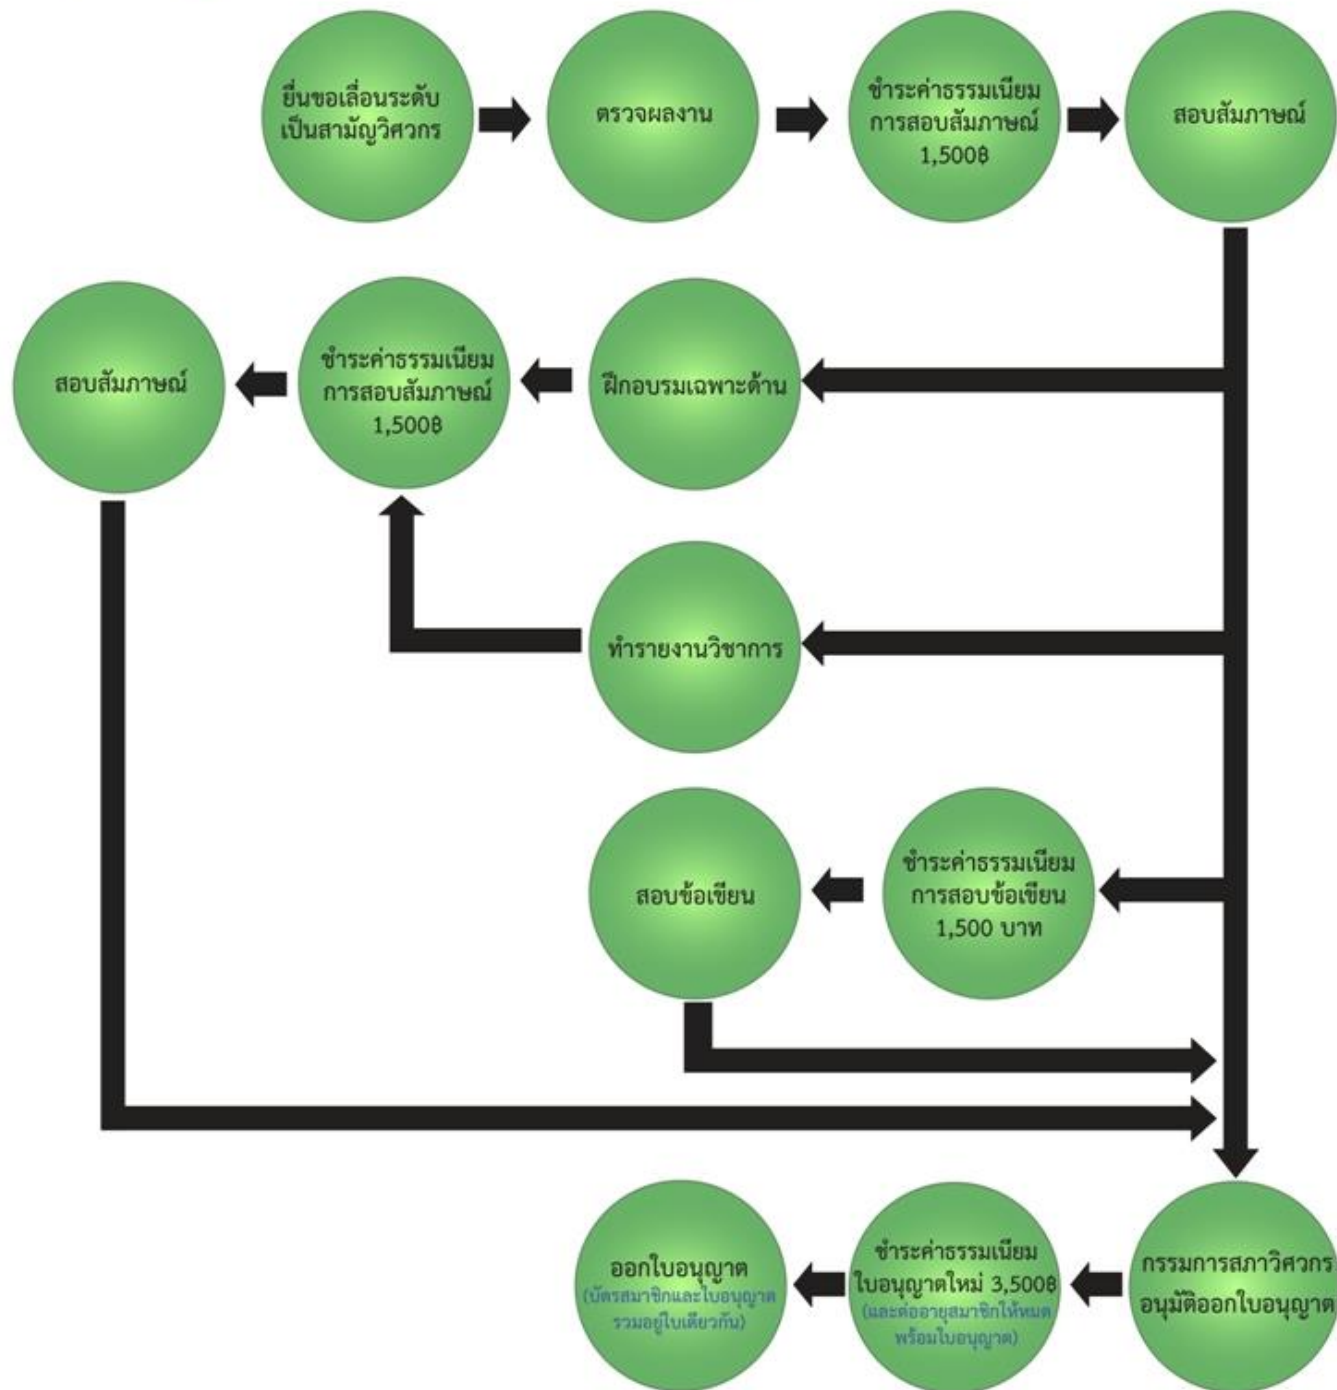 ยื่นขอเลื่อนระดับ
เป็นสามัญวิศวกร
ตรวจผลงาน
ชำระค่าธรรมเนียม
การสอบสัมภาษณ์
1,500฿
สอบสัมภาษณ์
สอบสัมภาษณ์
ชำระค่าธรรมเนียม
การสอบสัมภาษณ์
1,500฿
ฝึกอบรมเฉพาะด้าน
ทำรายงานวิชาการ
สอบข้อเขียน
ชำระค่าธรรมเนียม
การสอบข้อเขียน
1,500 บาท
ออกใบอนุญาต
(บัตรสมาชิกและใบอนุญาต
รวมอยู่ใบเดียวกัน)
ชำระค่าธรรมเนียม
ใบอนุญาตใหม่ 3,500฿
(และต่ออายุสมาชิกให้หมด
พร้อมใบอนุญาต)
กรรมการสภาวิศวกร
อนุมัติออกใบอนุญาต